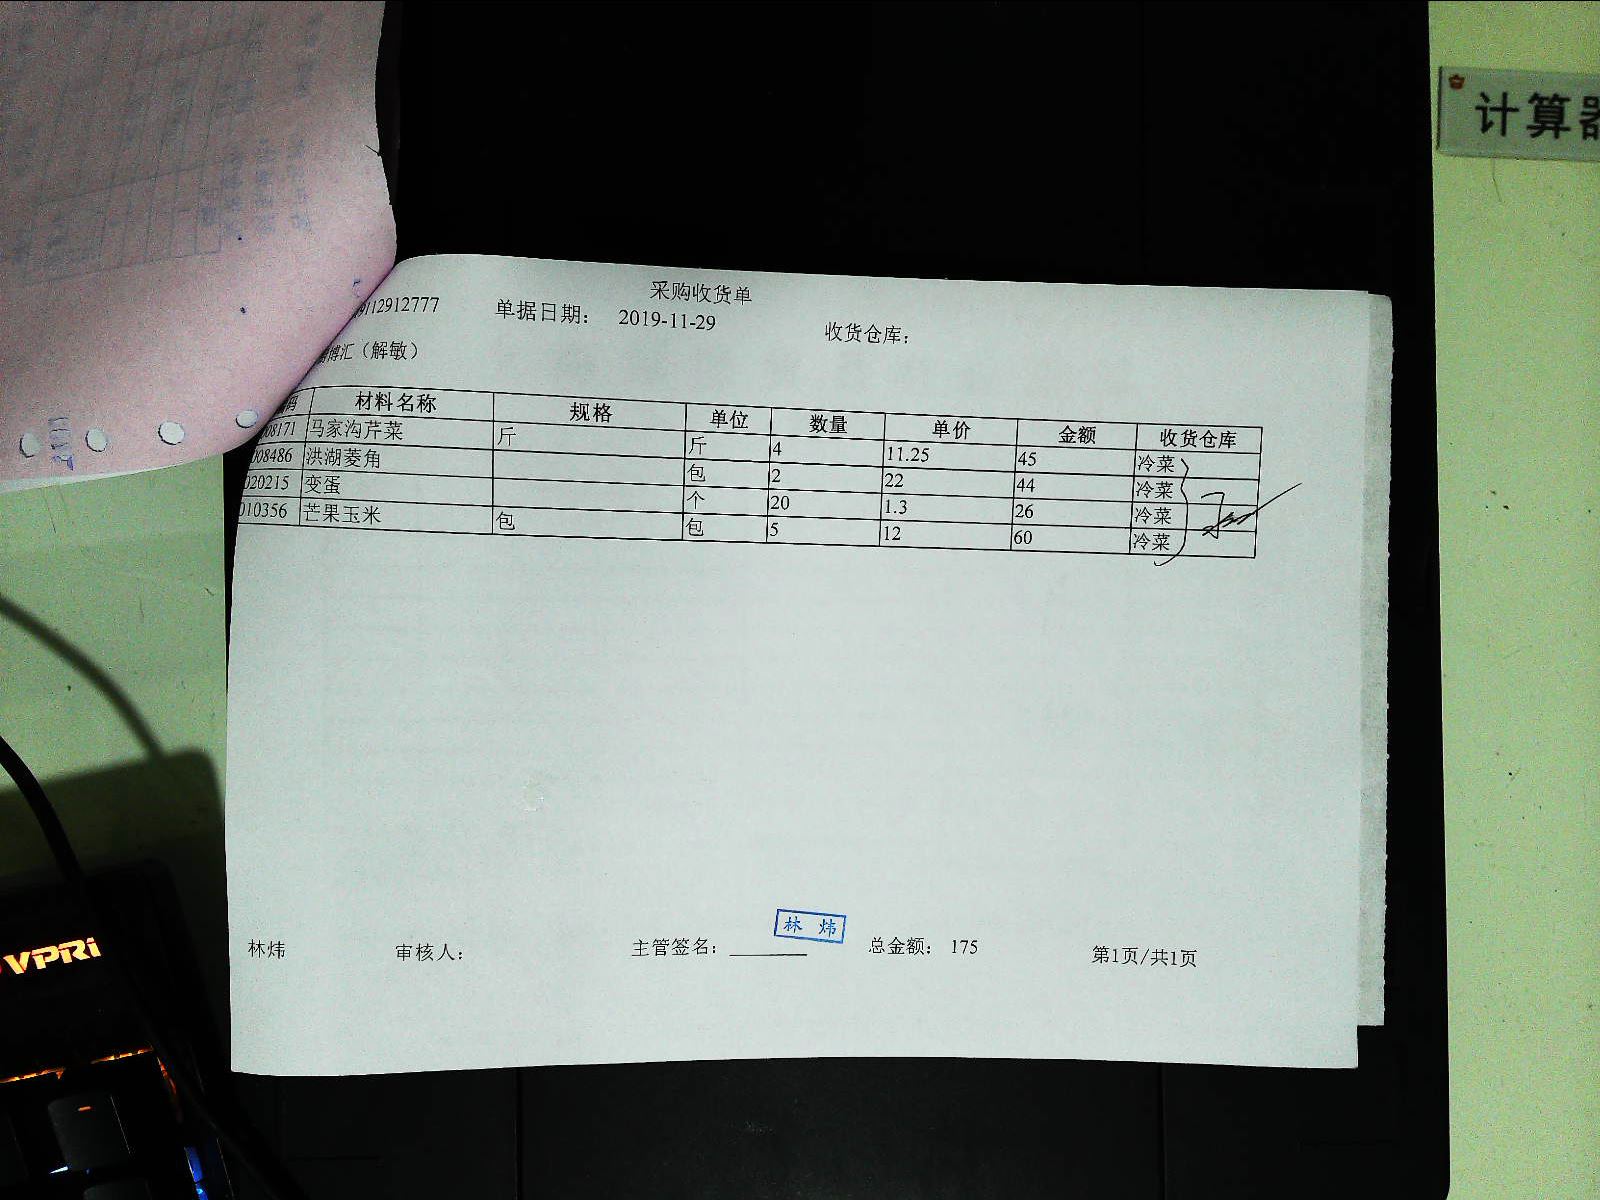 计算器
采购收货单
9112912777 单据日期： 2019-11-29 收货仓库：
博汇（解敏）
码 材料名称 规格 单位 数量 单价 金额 收货仓库
08171 马家沟芹菜 斤 斤 4 11.25 45 冷菜
008486 洪湖菱角 包 2 22 44 冷菜
020215 变蛋 个 20 1.3 26 冷菜
010356 芒果玉米 包 包 5 12 60 冷菜
林 炜
林炜 审核人： 主管签名： 总金额： 175 第1页/共1页
VPRi